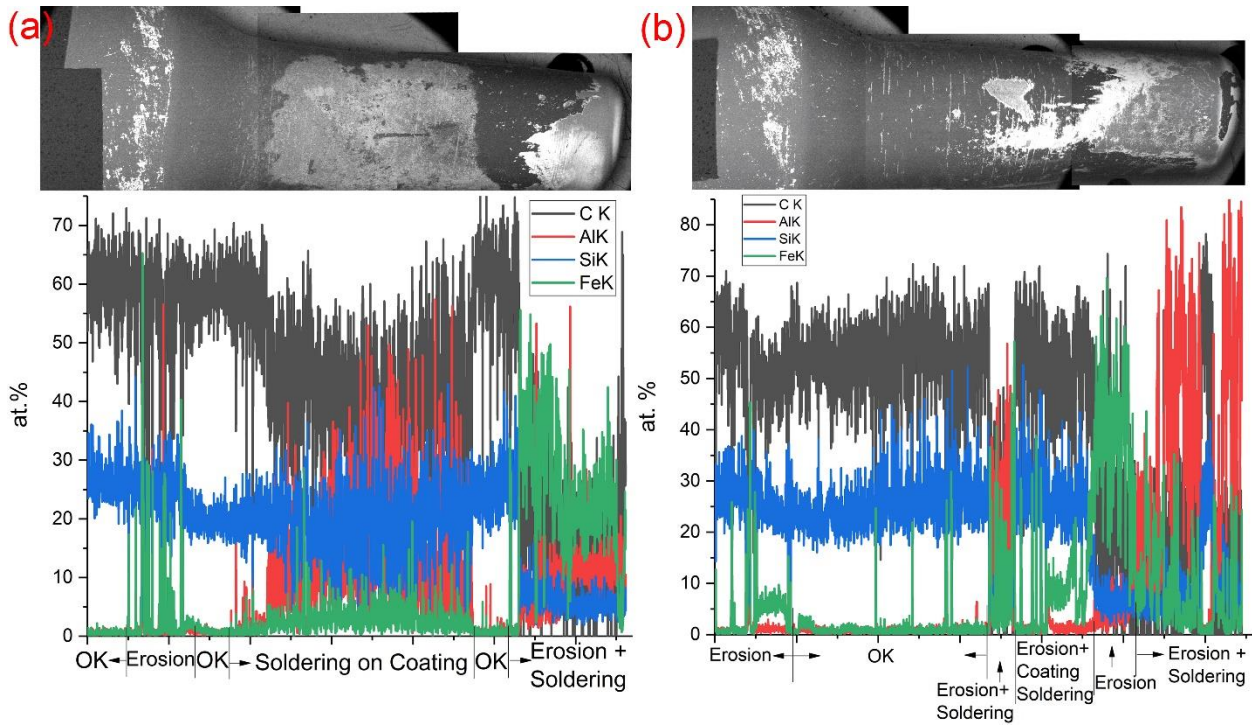 (a)
70
60
50
40
30
20
10
0
at.%
C K
AlK
SiK
FeK
OK
Erosion
OK
Soldering on Coating
OK
Erosion +
Soldering
(b)
80
70
60
50
40
30
20
10
0
at. %
C K
AlK
SiK
FeK
Erosion
OK
Erosion+
Soldering
Erosion+
Coating
Soldering
Erosion
Erosion +
Soldering